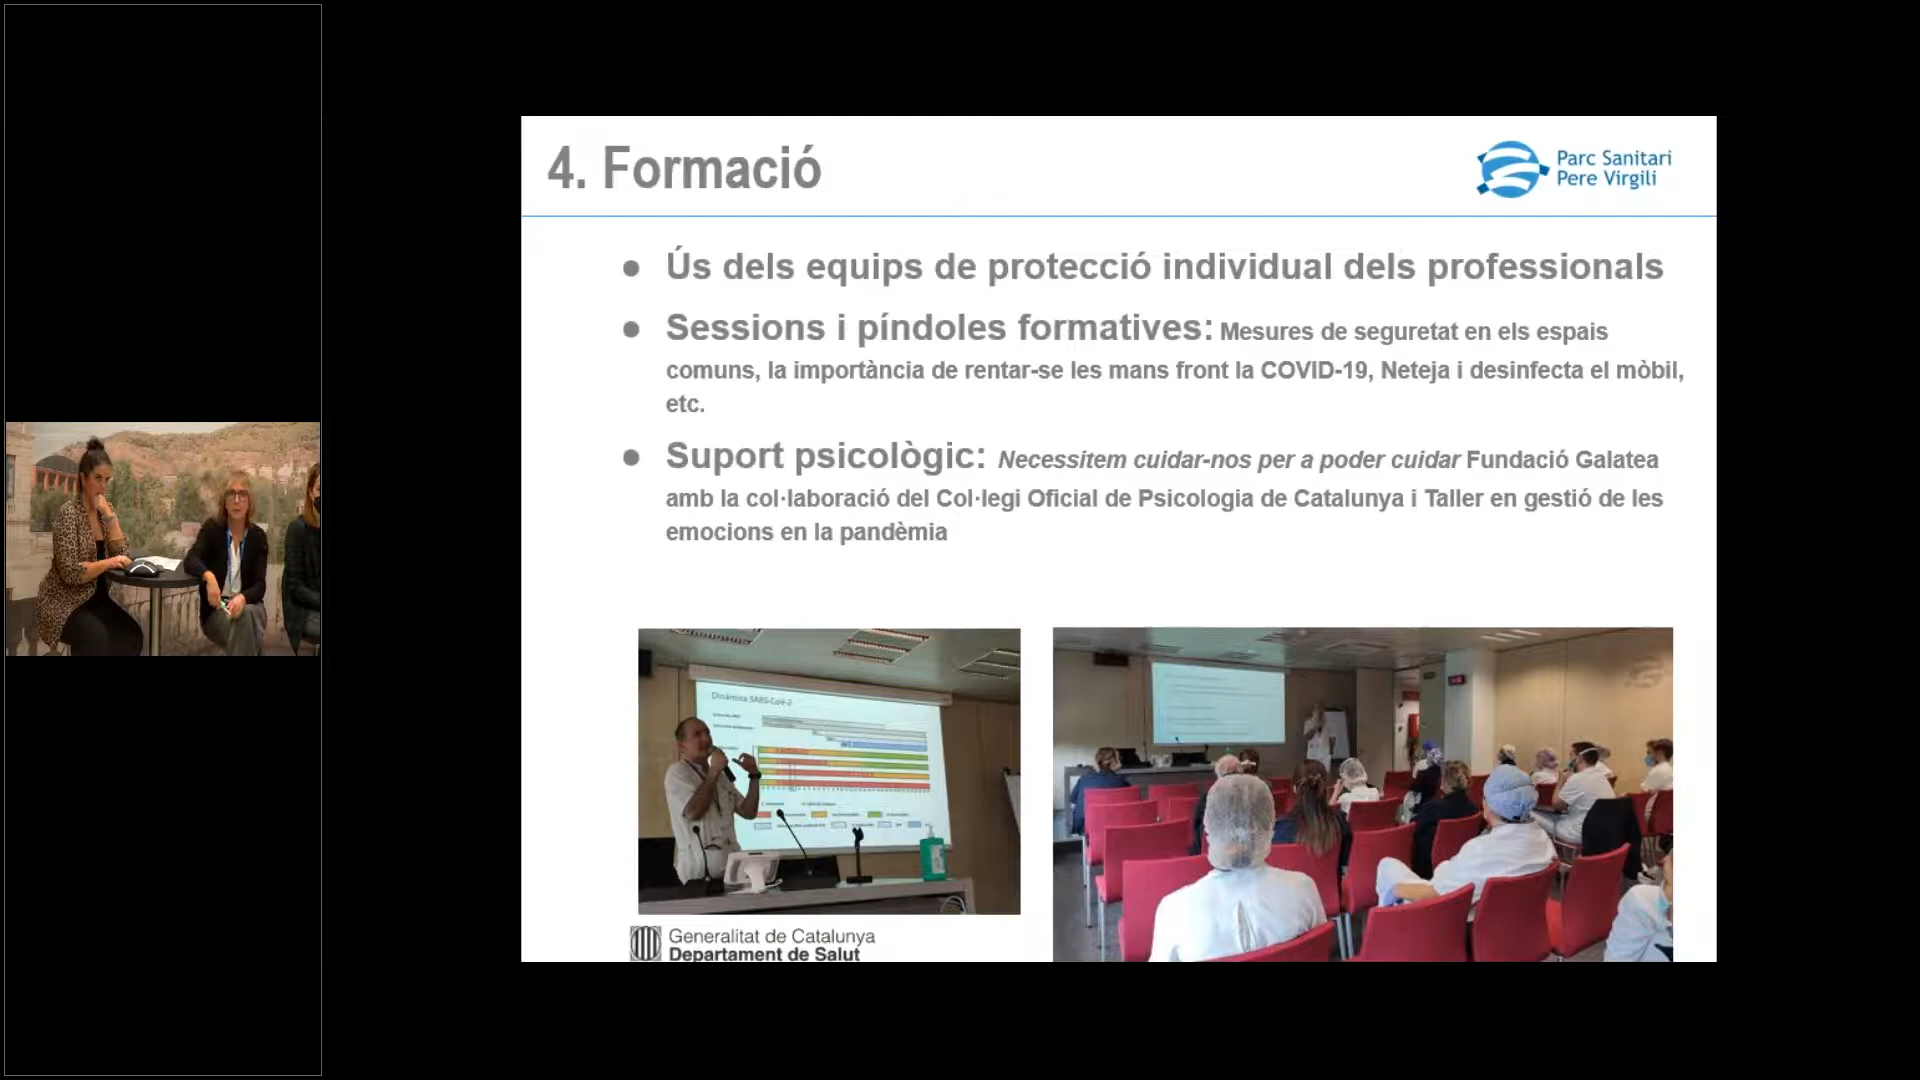 4. Formació
Parc Sanitari
Pere Virgili
● Ús dels equips de protecció individual dels professionals
● Sessions i píndoles formatives: Mesures de seguretat en els espais
comuns, la importància de rentar-se les mans front la COVID-19, Neteja i desinfecta el mòbil,
etc.
● Suport psicològic: Necessitem cuidar-nos per a poder cuidar Fundació Galatea
amb la col·laboració del Col·legi Oficial de Psicologia de Catalunya i Taller en gestió de les
emocions en la pandèmia
Dinámica SARS-CoV-2
Generalitat de Catalunya
Departament de Salut